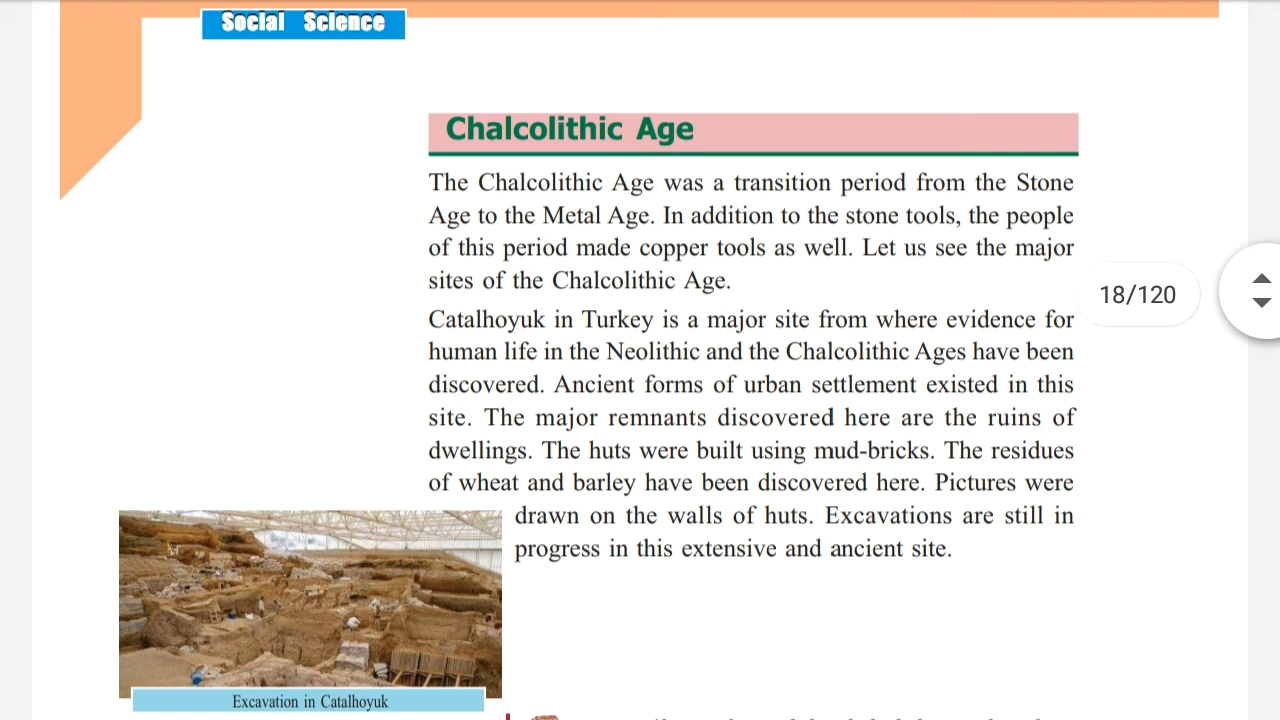 Social Science
Chalcolithic Age
The Chalcolithic Age was a transition period from the Stone
Age to the Metal Age. In addition to the stone tools, the people
of this period made copper tools as well. Let us see the major
sites of the Chalcolithic Age.
18/120
Catalhoyuk in Turkey is a major site from where evidence for
human life in the Neolithic and the Chalcolithic Ages have been
discovered. Ancient forms of urban settlement existed in this
site. The major remnants discovered here are the ruins of
dwellings. The huts were built using mud-bricks. The residues
of wheat and barley have been discovered here. Pictures were
drawn on the walls of huts. Excavations are still in
progress in this extensive and ancient site.
Excavation in Catalhoyuk